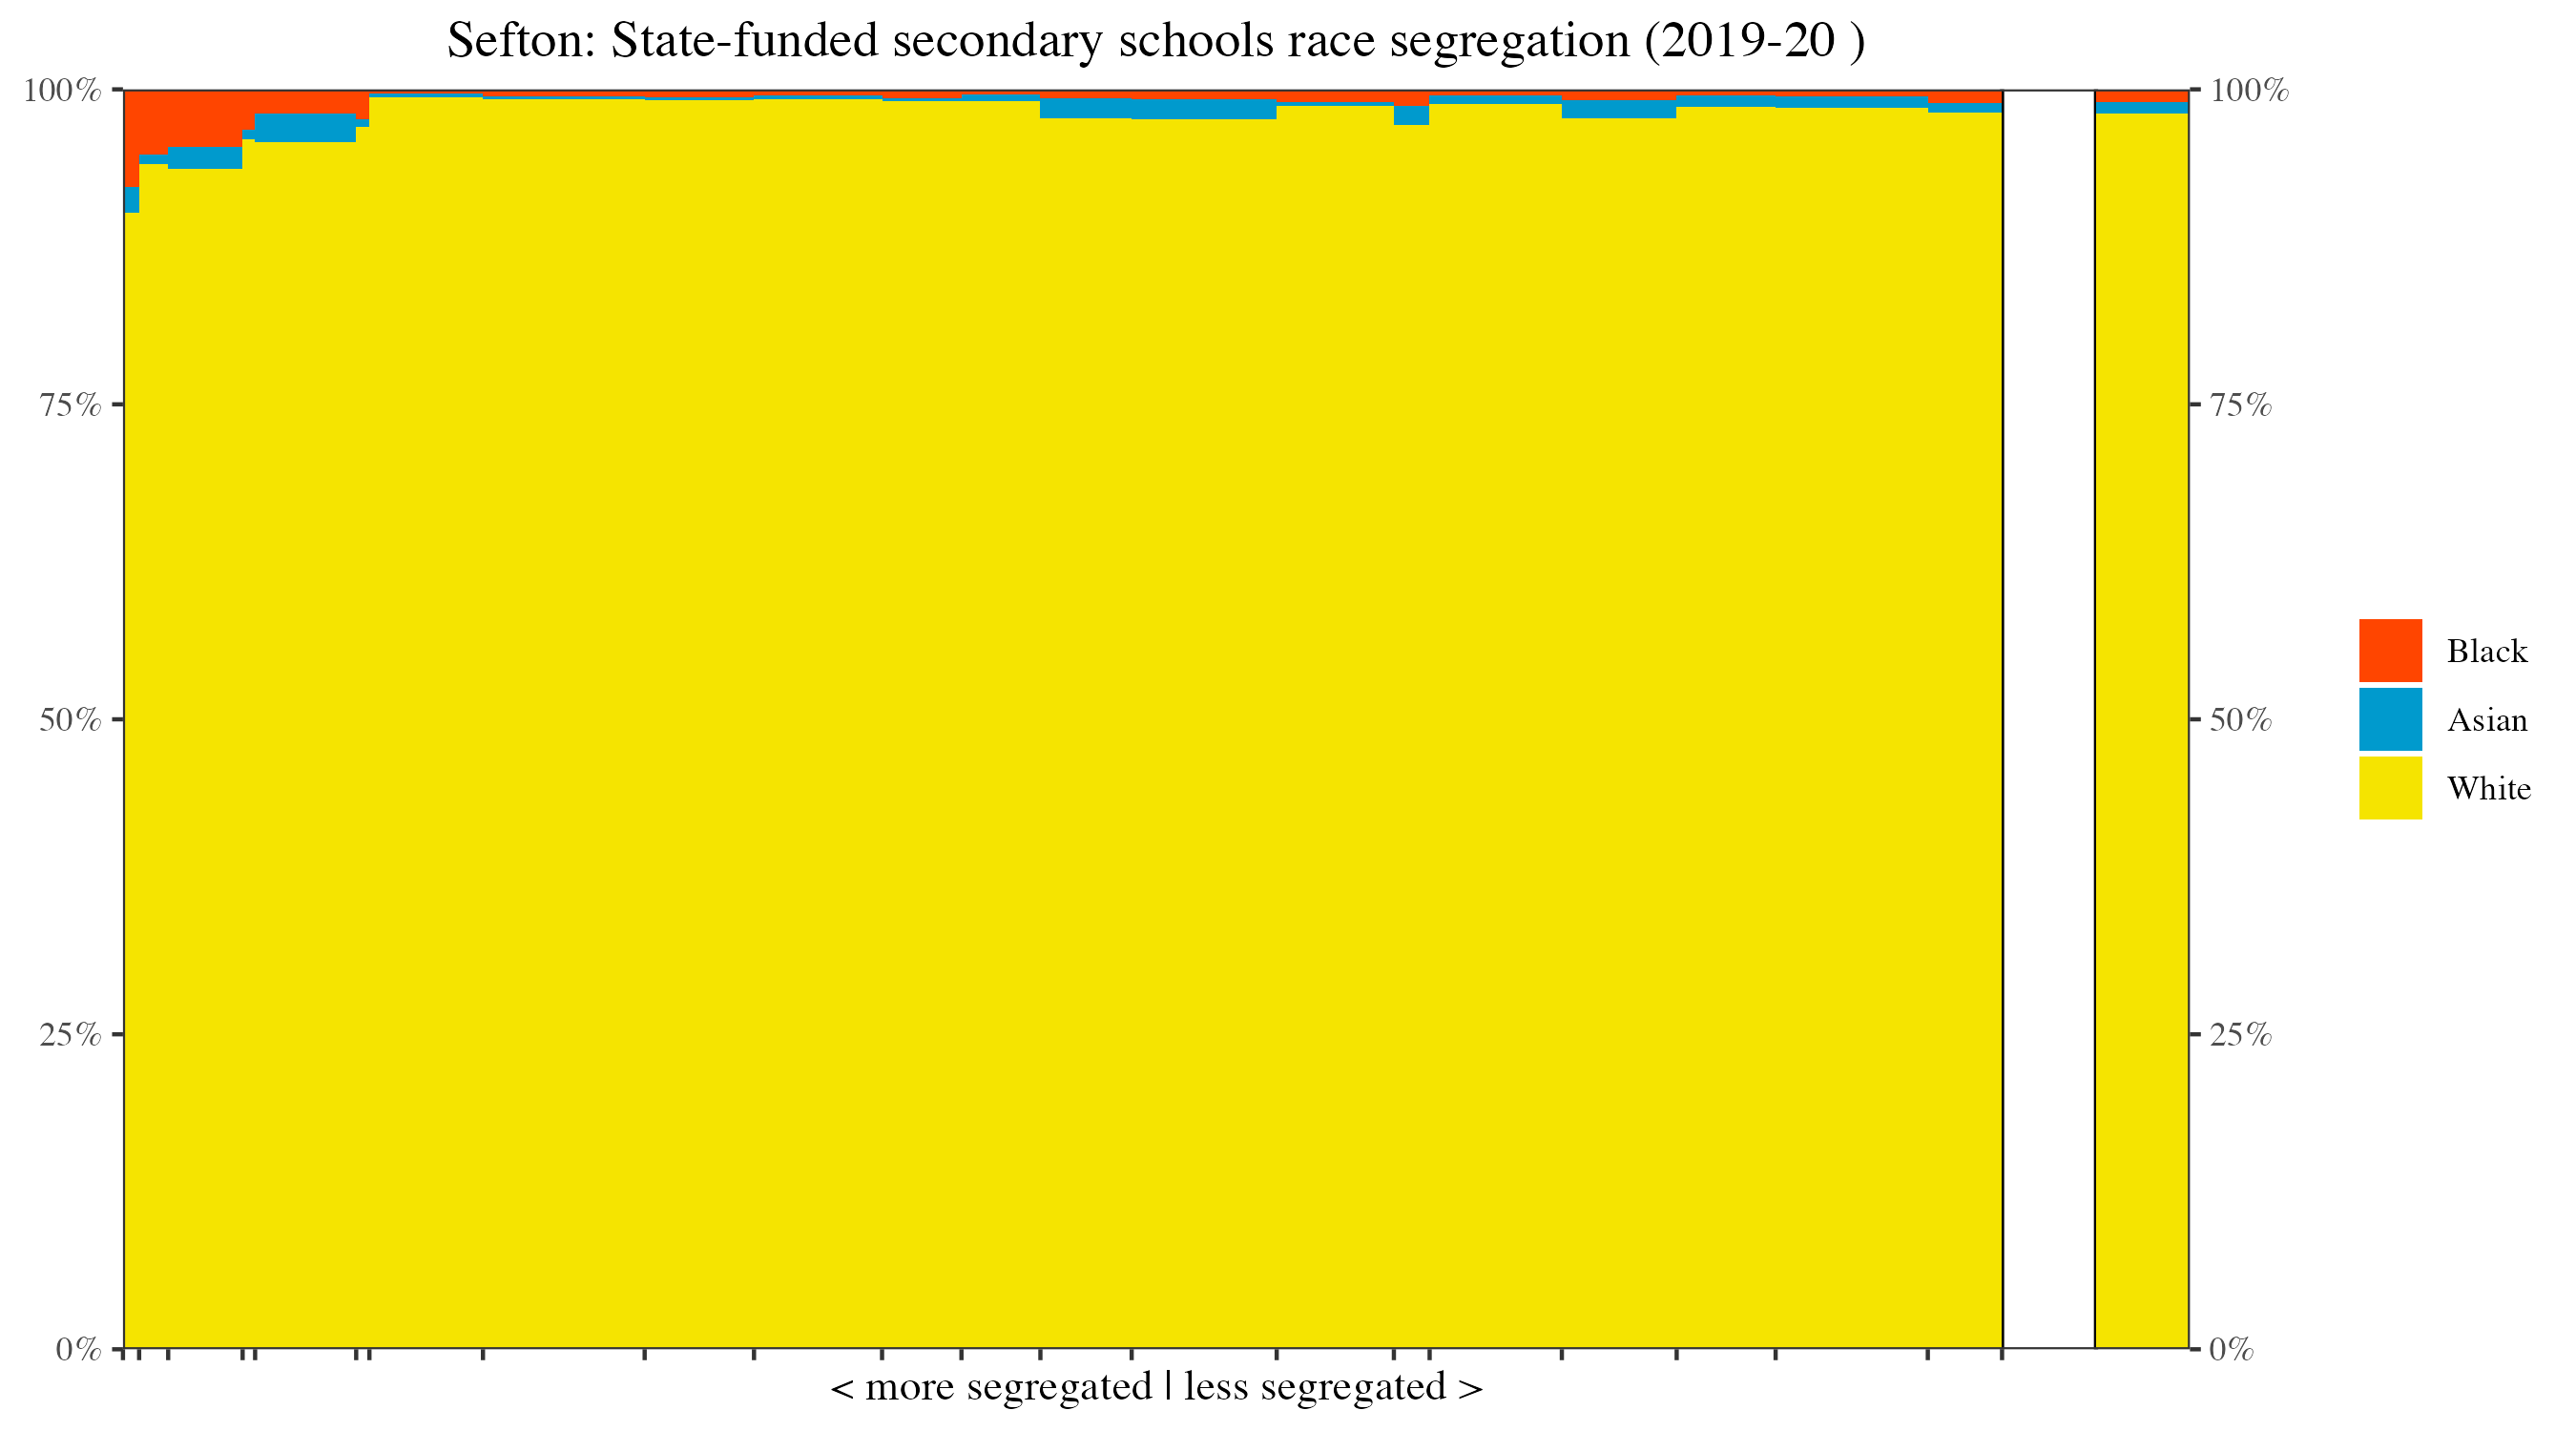 Sefton: State-funded secondary schools race segregation (2019-20 )
100%
75%
50%
25%
0%
100%
75%
50%
25%
0%
< more segregated | less segregated >
Black
Asian
White